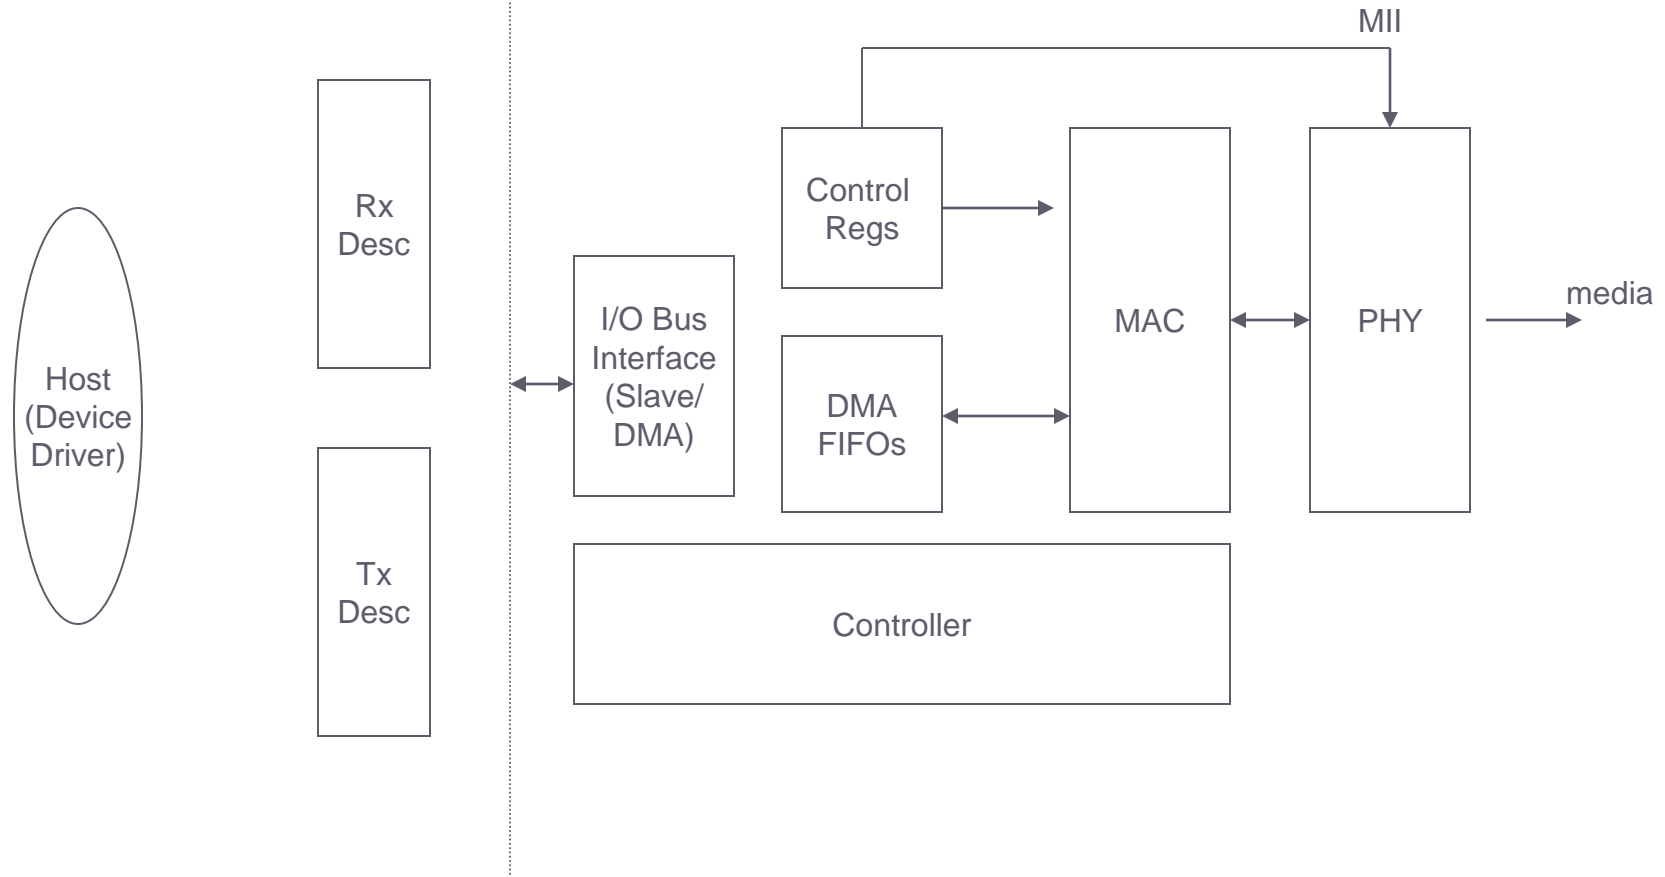 MII
Rx
Desc
Control
Regs
I/O Bus
Interface
(Slave/
DMA)
MAC
PHY
media
Host
(Device
Driver)
DMA
FIFOs
Tx
Desc
Controller